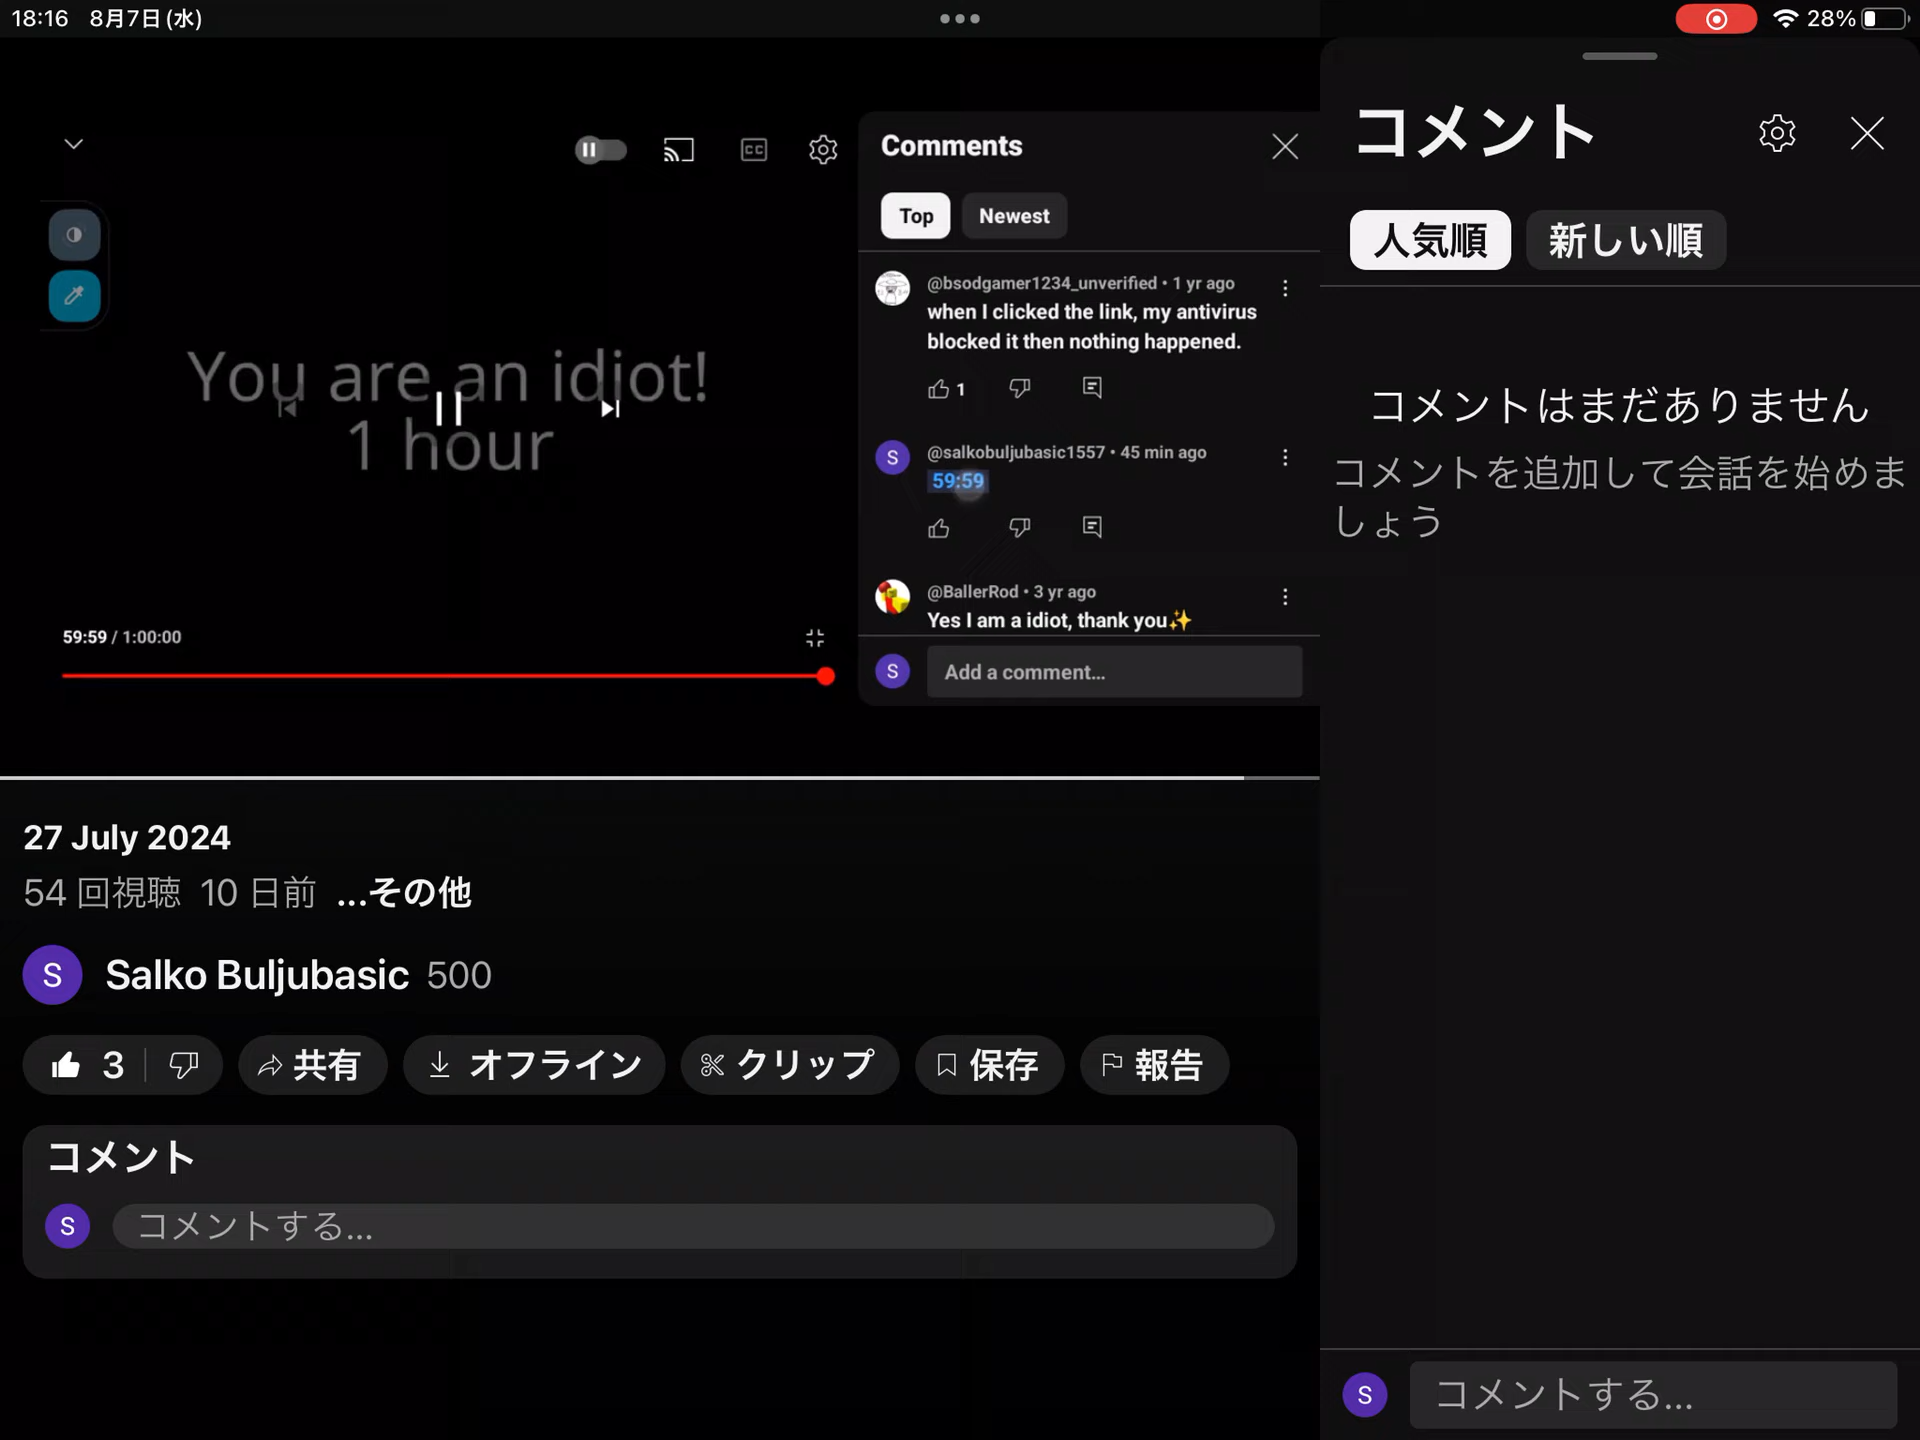 18:16 8月7日(水)
28%
You are an idiot!
1 hour
59:59 / 1:00:00
CC
Comments
Top Newest
@bsodgamer1234_unverified • 1 yr ago
when I clicked the link, my antivirus
blocked it then nothing happened.
1
S @salkobuljubasic1557 • 45 min ago
59:59
@BallerRod • 3 yr ago
Yes I am a idiot, thank you✨
S Add a comment...
27 July 2024
54 回視聴 10 日前 ...その他
S Salko Buljubasic 500
3 共有 オフライン クリップ 保存 報告
コメント
S コメントする...
コメント
人気順 新しい順
コメントはまだありません
コメントを追加して会話を始めま
しょう
S コメントする...